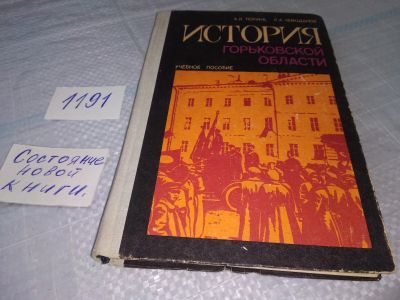 1191
Состояние
новой
книги.
ИСТОРИЯ
ГОРЬКОВСКОЙ
ОБЛАСТИ
УЧЕБНОЕ ПОСОБИЕ